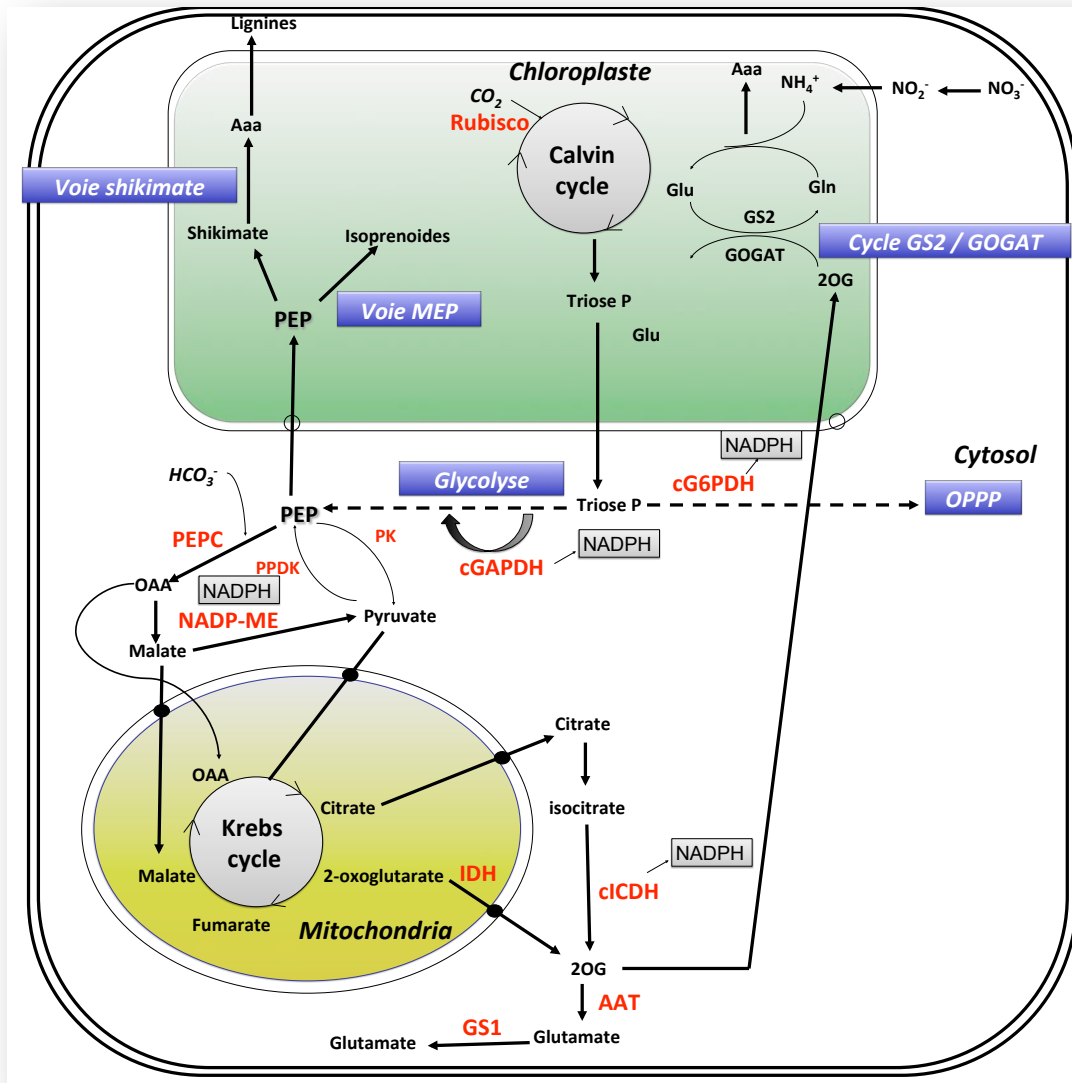 Lignines
Chloroplaste
Aaa
NH₄⁺
NO₂⁻
NO₃⁻
CO₂
Rubisco
Aaa
Calvin
cycle
Voie shikimate
Glu
Gln
GS2
Shikimate
Isoprenoides
Cycle GS2 / GOGAT
GOGAT
2OG
Triose P
PEP
Voie MEP
Glu
NADPH
Cytosol
HCO₃⁻
Glycolyse
cG6PDH
OPPP
PEP
Triose P
PK
PEPC
NADPH
cGAPDH
PPDK
OAA
NADPH
NADP-ME
Pyruvate
Malate
Citrate
OAA
Citrate
isocitrate
Krebs
cycle
NADPH
Malate
2-oxoglutarate
IDH
cICDH
Fumarate
Mitochondria
2OG
AAT
GS1
Glutamate
Glutamate